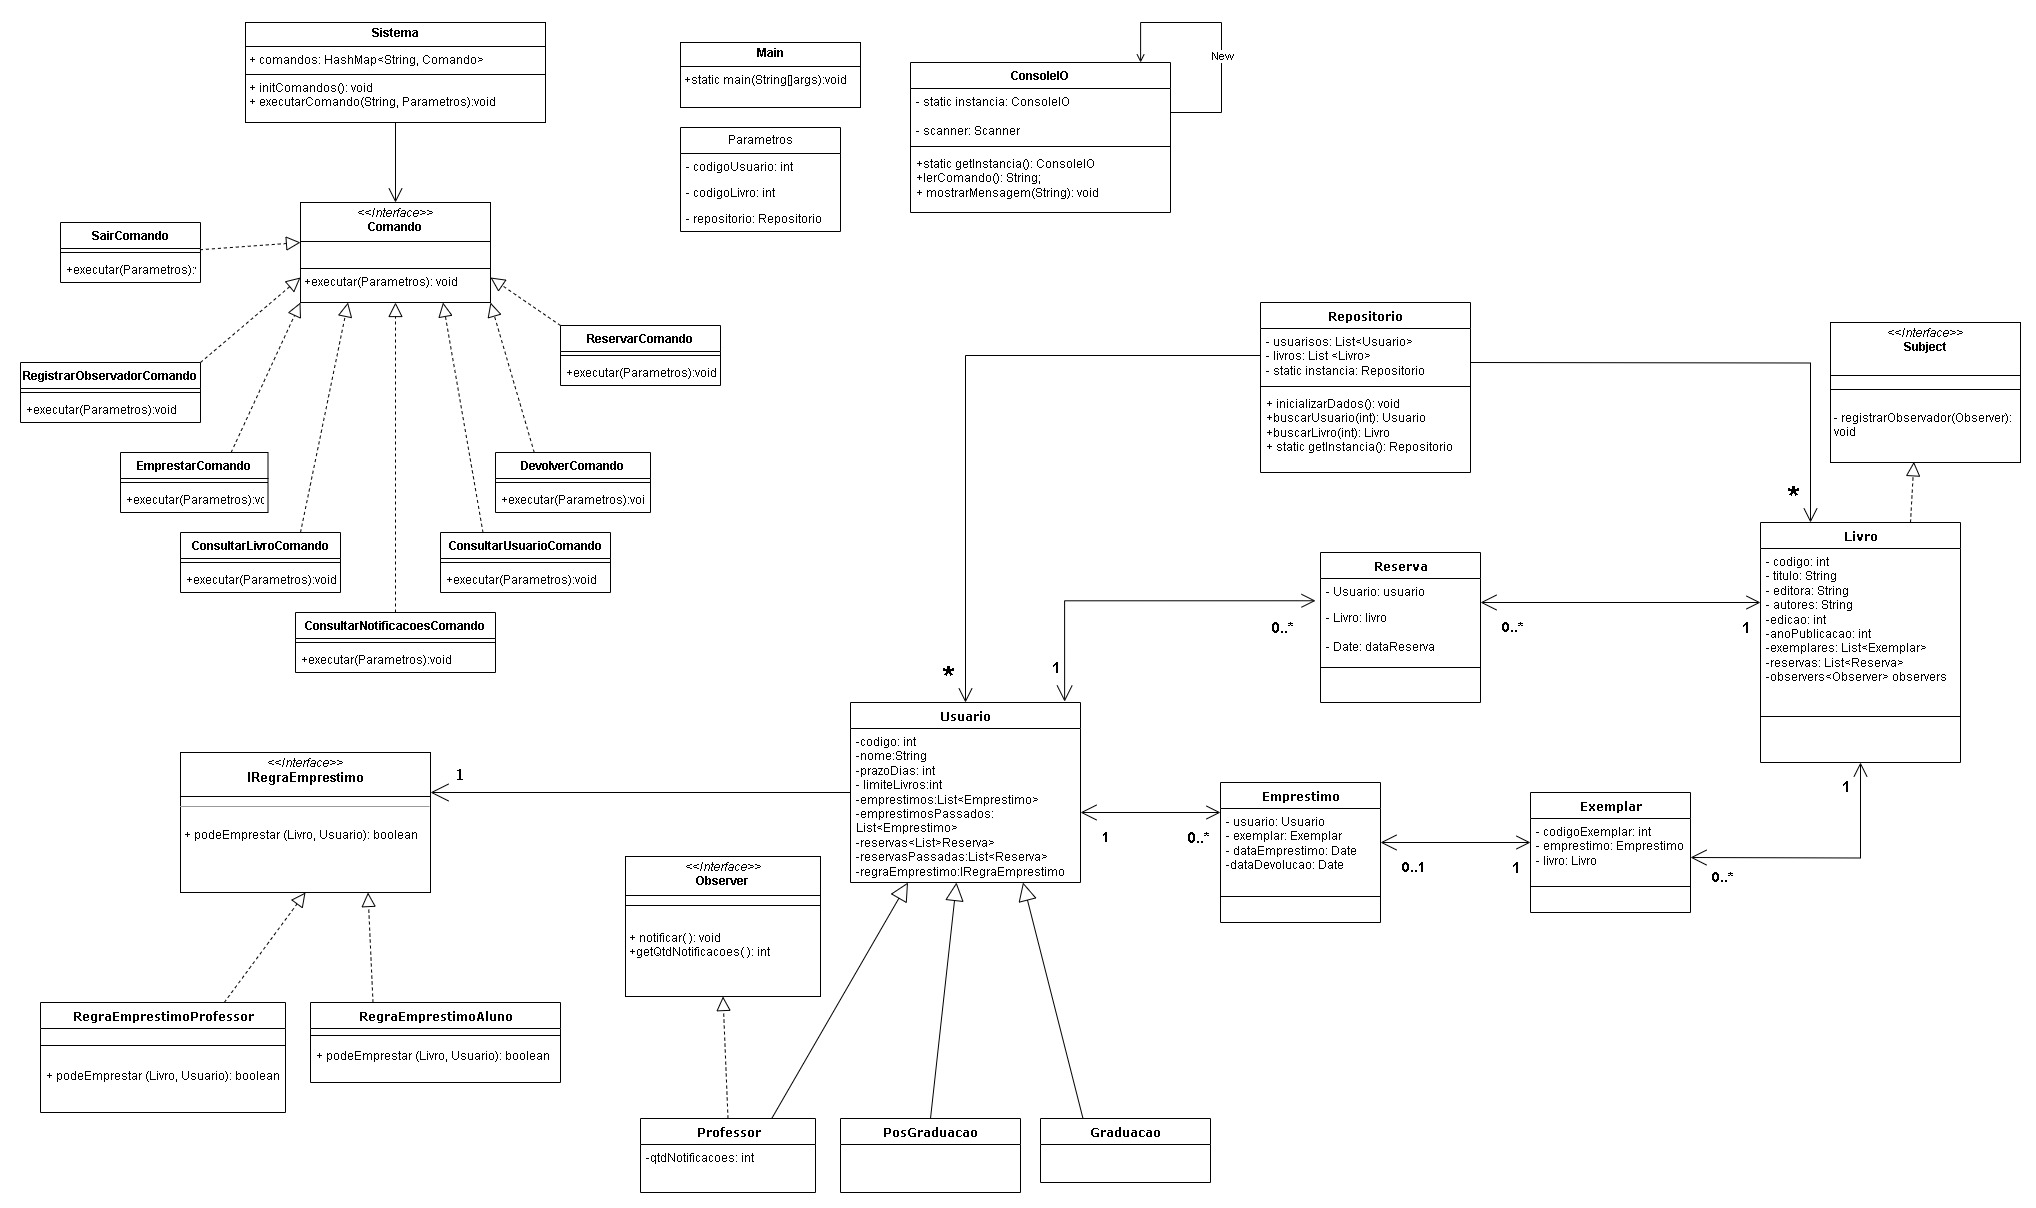 Sistema
+ comandos: HashMap<String, Comando>
+ initComandos(): void
+ executarComando(String, Parametros):void
Main
+static main(String[]args):void
Parametros
- codigoUsuario: int
- codigoLivro: int
- repositorio: Repositorio
ConsoleIO
- static instancia: ConsoleIO
- scanner: Scanner
+static getInstancia(): ConsoleIO
+lerComando(): String;
+ mostrarMensagem(String): void
New
<<Interface>>
Comando
+executar(Parametros): void
SairComando
+executar(Parametros):
RegistrarObservadorComando
+executar(Parametros):void
EmprestarComando
+executar(Parametros):vo
ConsultarLivroComando
+executar(Parametros):void
ConsultarNotificacoesComando
+executar(Parametros):void
ConsultarUsuarioComando
+executar(Parametros):void
DevolverComando
+executar(Parametros):voi
ReservarComando
+executar(Parametros):void
Repositorio
- usuarisos: List<Usuario>
- livros: List <Livro>
- static instancia: Repositorio
+ inicializarDados(): void
+buscarUsuario(int): Usuario
+buscarLivro(int): Livro
+ static getInstancia(): Repositorio
*
*
<<Interface>>
Subject
- registrarObservador(Observer):
void
Livro
- codigo: int
- titulo: String
- editora: String
- autores: String
-edicao: int
-anoPublicacao: int
-exemplares: List<Exemplar>
-reservas: List<Reserva>
-observers<Observer> observers
Reserva
- Usuario: usuario
- Livro: livro
- Date: dataReserva
0..*
1
0..*
1
Usuario
-codigo: int
-nome:String
-prazoDias: int
- limiteLivros:int
-emprestimos:List<Emprestimo>
-emprestimosPassados:
List<Emprestimo>
-reservas<List>Reserva>
-reservasPassadas:List<Reserva>
-regraEmprestimo:IRegraEmprestimo
1
0..*
Emprestimo
- usuario: Usuario
- exemplar: Exemplar
- dataEmprestimo: Date
-dataDevolucao: Date
0..1
1
Exemplar
- codigoExemplar: int
- emprestimo: Emprestimo
- livro: Livro
0..*
1
<<Interface>>
IRegraEmprestimo
+ podeEmprestar (Livro, Usuario): boolean
1
RegraEmprestimoProfessor
+ podeEmprestar (Livro, Usuario): boolean
RegraEmprestimoAluno
+ podeEmprestar (Livro, Usuario): boolean
<<Interface>>
Observer
+ notificar( ): void
+getQtdNotificacoes( ): int
Professor
-qtdNotificacoes: int
PosGraduacao
Graduacao